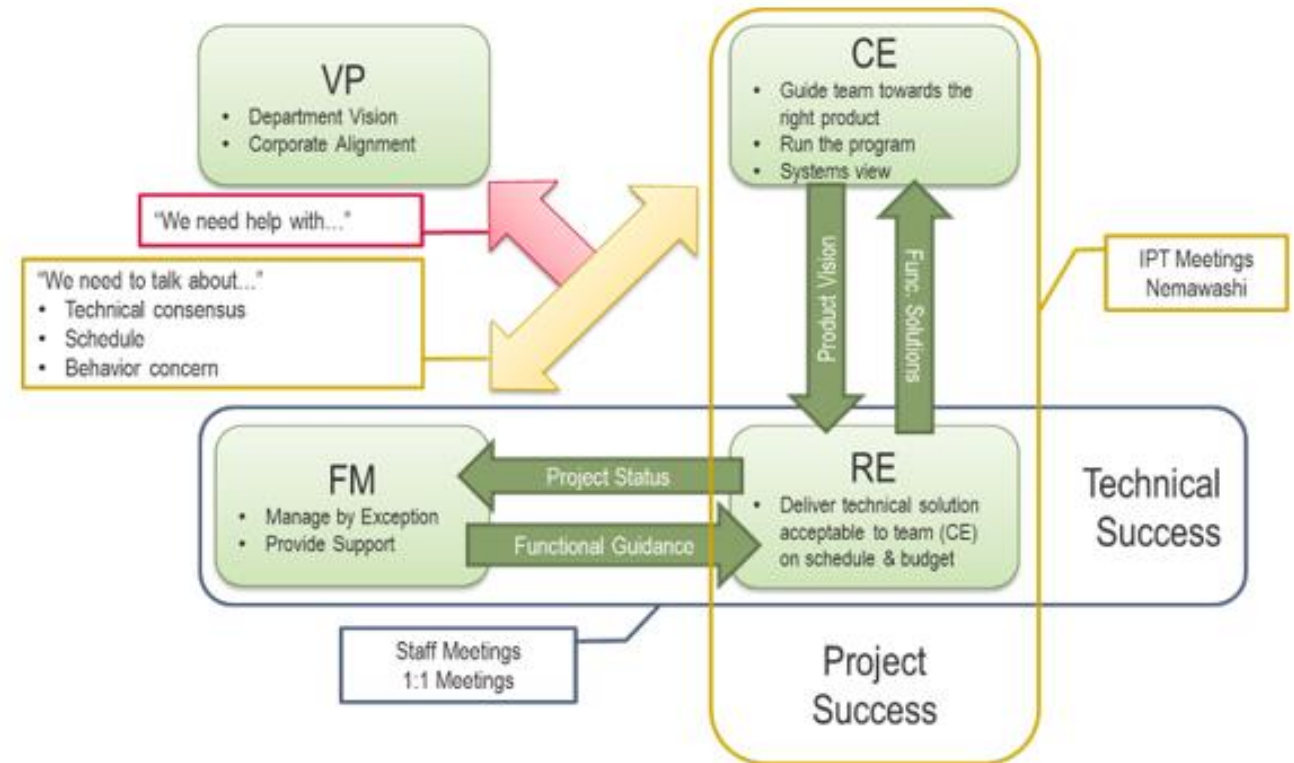 VP
• Department Vision
• Corporate Alignment
CE
• Guide team towards the
right product
• Run the program
• Systems view
"We need help with..."
"We need to talk about..."
• Technical consensus
• Schedule
• Behavior concern
Product Vision
Func. Solutions
IPT Meetings
Nemawashi
FM
• Manage by Exception
• Provide Support
Project Status
Functional Guidance
RE
• Deliver technical solution
acceptable to team (CE)
on schedule & budget
Technical
Success
Staff Meetings
1:1 Meetings
Project
Success